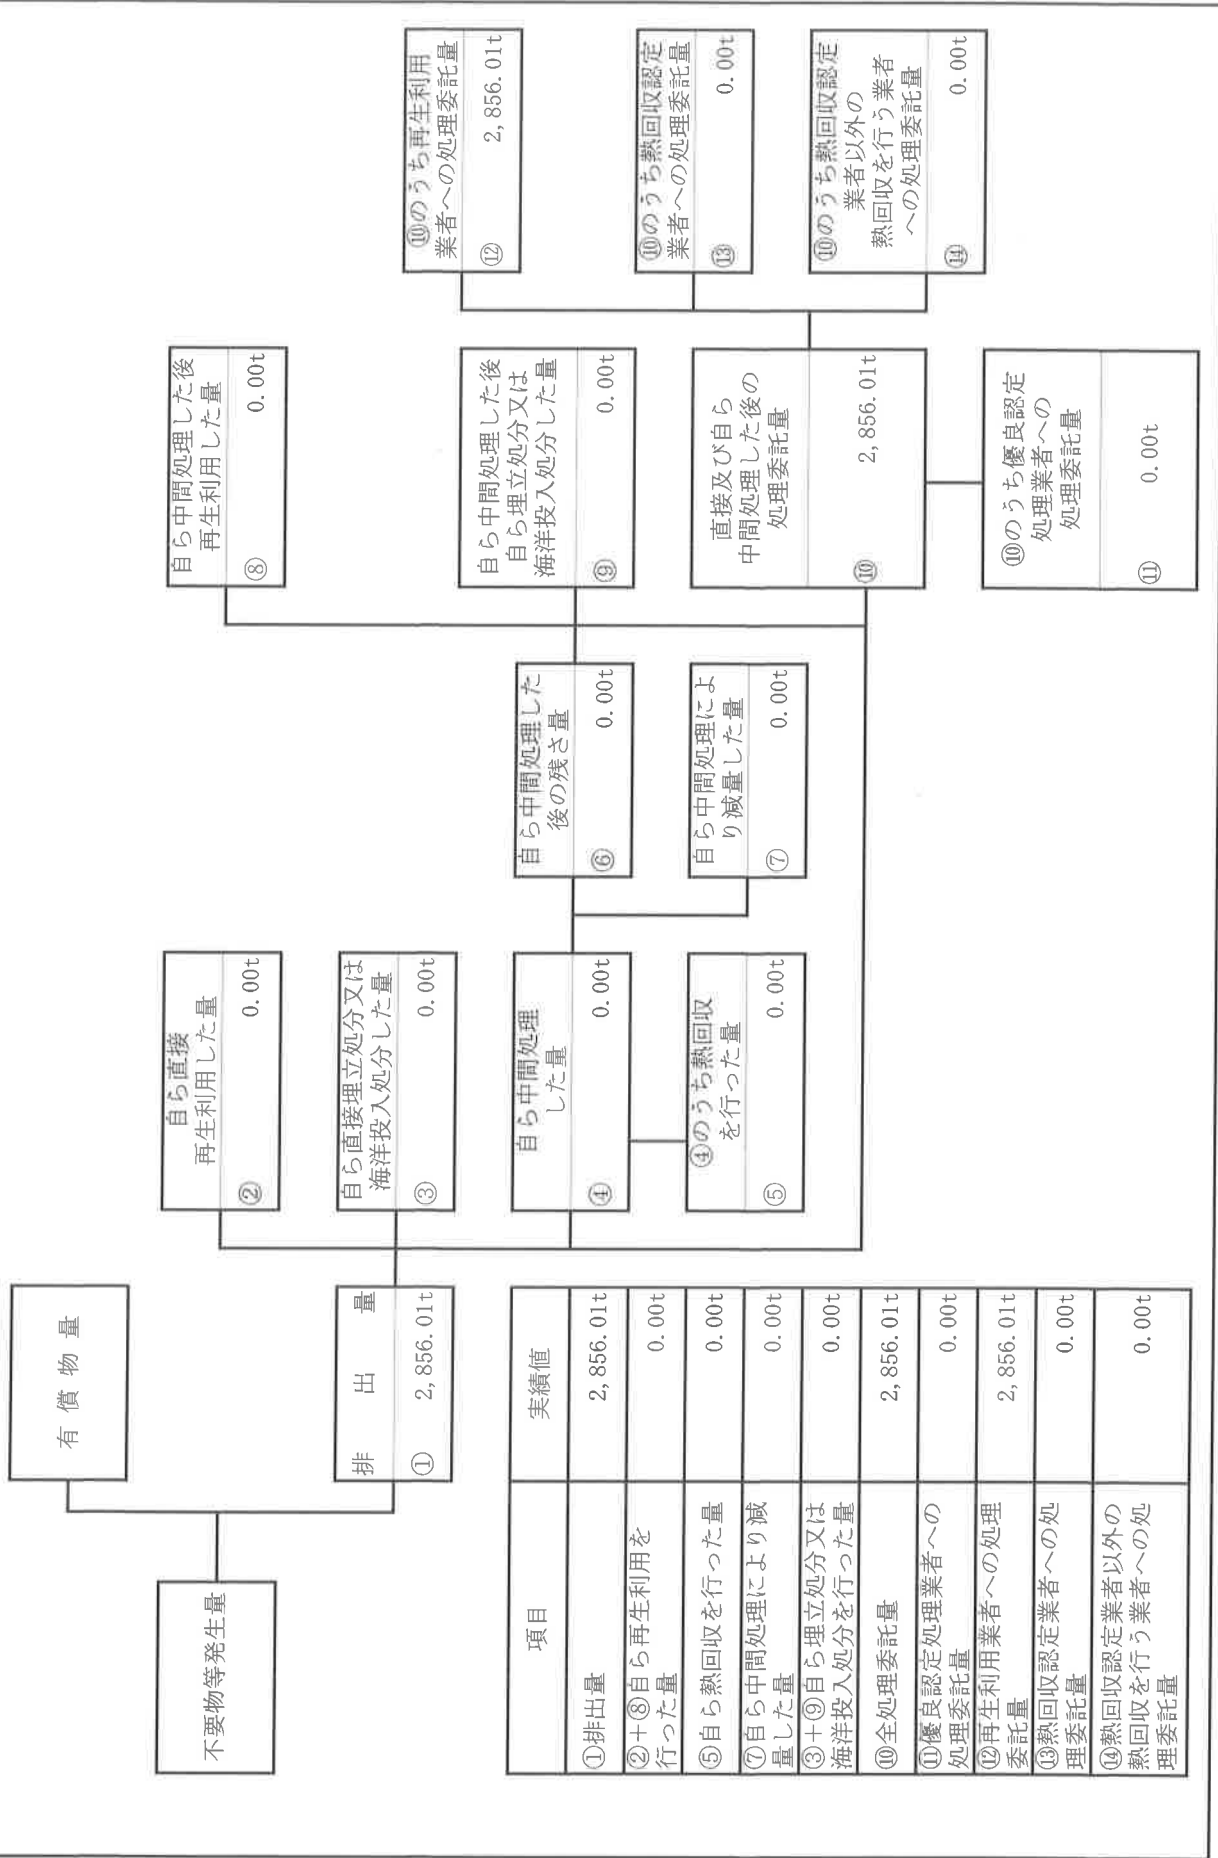 不要物等発生量
有 償 物 量
排 出 量
① 2,856.01t
自ら直接
再生利用した量
② 0.00t
自ら直接埋立処分又は
海洋投入処分した量
③ 0.00t
自ら中間処理
した量
④ 0.00t
④のうち熱回収
を行った量
⑤ 0.00t
自ら中間処理した
後の残さ量
⑥ 0.00t
自ら中間処理によ
り減量した量
⑦ 0.00t
自ら中間処理した後
再生利用した量
⑧ 0.00t
自ら中間処理した後
自ら埋立処分又は
海洋投入処分した量
⑨ 0.00t
直接及び自ら
中間処理した後の
処理委託量
⑩ 2,856.01t
⑩のうち優良認定
処理業者への
処理委託量
⑪ 0.00t
⑩のうち再生利用
業者への処理委託量
⑫ 2,856.01t
⑩のうち熱回収認定
業者への処理委託量
⑬ 0.00t
⑩のうち熱回収認定
業者以外の
熱回収を行う業者
への処理委託量
⑭ 0.00t
項目 実績値
①排出量 2,856.01t
②＋⑧自ら再生利用を
行った量 0.00t
⑤自ら熱回収を行った量 0.00t
⑦自ら中間処理により減
量した量 0.00t
③＋⑨自ら埋立処分又は
海洋投入処分を行った量 0.00t
⑩全処理委託量 2,856.01t
⑪優良認定処理業者への
処理委託量 0.00t
⑫再生利用業者への処理
委託量 2,856.01t
⑬熱回収認定業者への処
理委託量 0.00t
⑭熱回収認定業者以外の
熱回収を行う業者への処
理委託量 0.00t